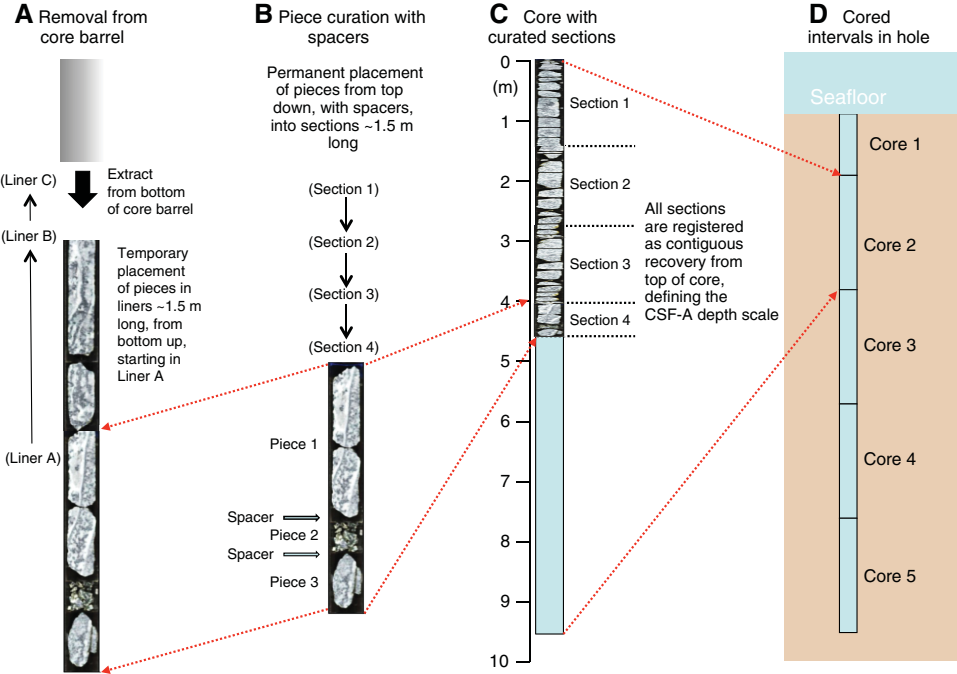 A Removal from
core barrel
(Liner C)
Extract
from bottom
of core barrel
(Liner B)
Temporary
placement
of pieces in
liners ~1.5 m
long, from
bottom up,
starting in
Liner A
(Liner A)
B Piece curation with
spacers
Permanent placement
of pieces from top
down, with spacers,
into sections ~1.5 m
long
(Section 1)
(Section 2)
(Section 3)
(Section 4)
Piece 1
Spacer
Piece 2
Spacer
Piece 3
C Core with
curated sections
0
(m)
1
2
3
4
5
6
7
8
9
10
Section 1
Section 2
Section 3
Section 4
All sections
are registered
as contiguous
recovery from
top of core,
defining the
CSF-A depth scale
D Cored
intervals in hole
Seafloor
Core 1
Core 2
Core 3
Core 4
Core 5